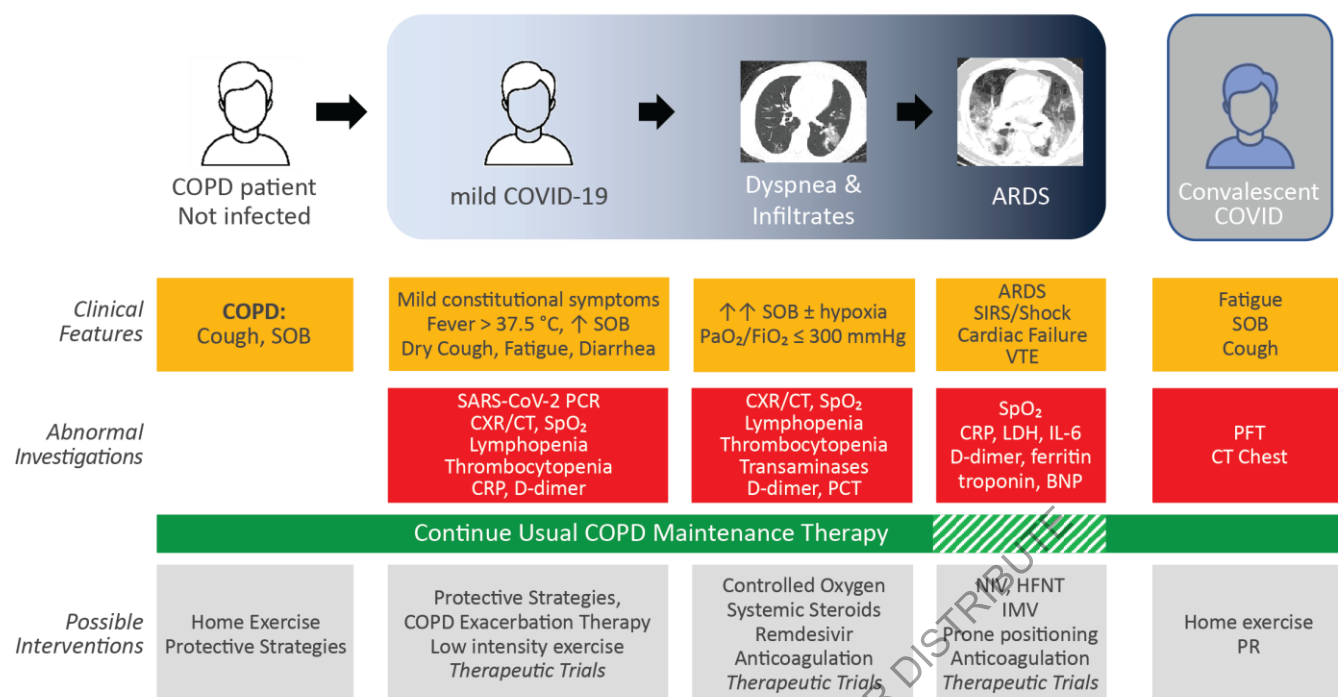 COPD patient
Not infected
mild COVID-19
Dyspnea &
Infiltrates
ARDS
Convalescent
COVID
Clinical
Features
COPD:
Cough, SOB
Mild constitutional symptoms
Fever > 37.5 °C, ↑ SOB
Dry Cough, Fatigue, Diarrhea
↑↑ SOB ± hypoxia
PaO₂/FiO₂ ≤ 300 mmHg
ARDS
SIRS/Shock
Cardiac Failure
VTE
Fatigue
SOB
Cough
Abnormal
Investigations
SARS-CoV-2 PCR
CXR/CT, SpO₂
Lymphopenia
Thrombocytopenia
CRP, D-dimer
CXR/CT, SpO₂
Lymphopenia
Thrombocytopenia
Transaminases
D-dimer, PCT
SpO₂
CRP, LDH, IL-6
D-dimer, ferritin
troponin, BNP
PFT
CT Chest
Continue Usual COPD Maintenance Therapy
Possible
Interventions
Home Exercise
Protective Strategies
Protective Strategies,
COPD Exacerbation Therapy
Low intensity exercise
Therapeutic Trials
Controlled Oxygen
Systemic Steroids
Remdesivir
Anticoagulation
Therapeutic Trials
NIV, HFNT
IMV
Prone positioning
Anticoagulation
Therapeutic Trials
Home exercise
PR
R DISTRIBUTE